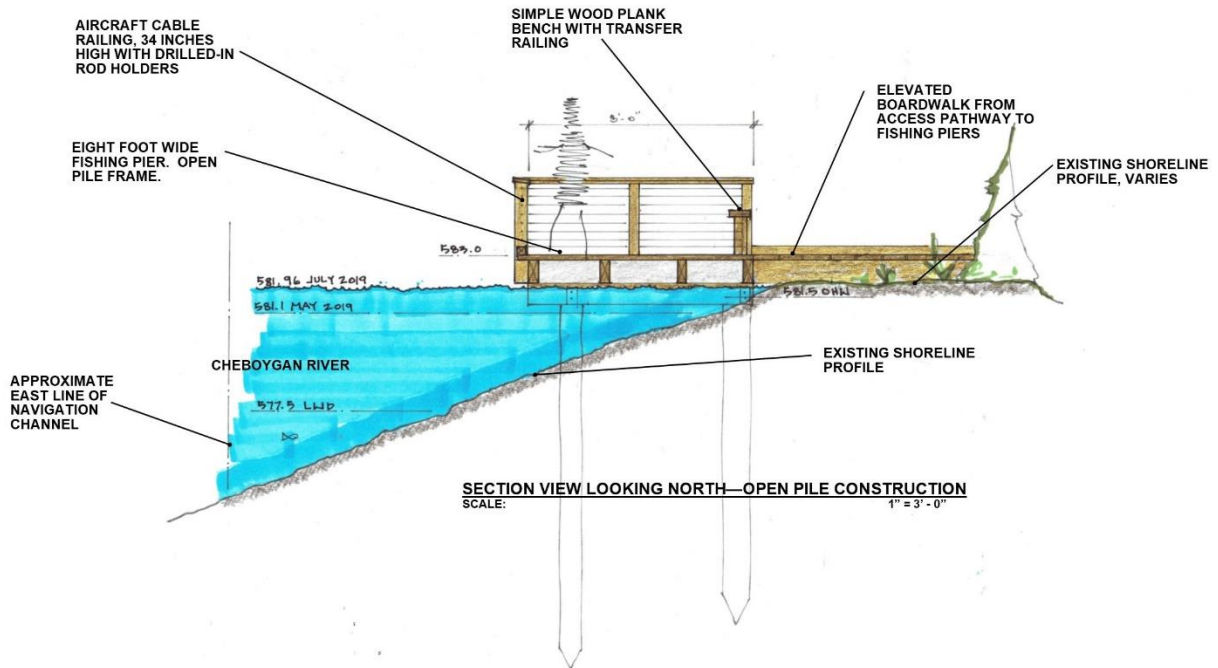 AIRCRAFT CABLE
RAILING, 34 INCHES
HIGH WITH DRILLED-IN
ROD HOLDERS
SIMPLE WOOD PLANK
BENCH WITH TRANSFER
RAILING
ELEVATED
BOARDWALK FROM
ACCESS PATHWAY TO
FISHING PIERS
8'-0"
EIGHT FOOT WIDE
FISHING PIER. OPEN
PILE FRAME.
EXISTING SHORELINE
PROFILE, VARIES
583.0
581.96 JULY 2019
581.5 OHW
581.1 MAY 2019
CHEBOYGAN RIVER
EXISTING SHORELINE
PROFILE
APPROXIMATE
EAST LINE OF
NAVIGATION
CHANNEL
577.5 LWD
SECTION VIEW LOOKING NORTH—OPEN PILE CONSTRUCTION
SCALE: 1" = 3' - 0"